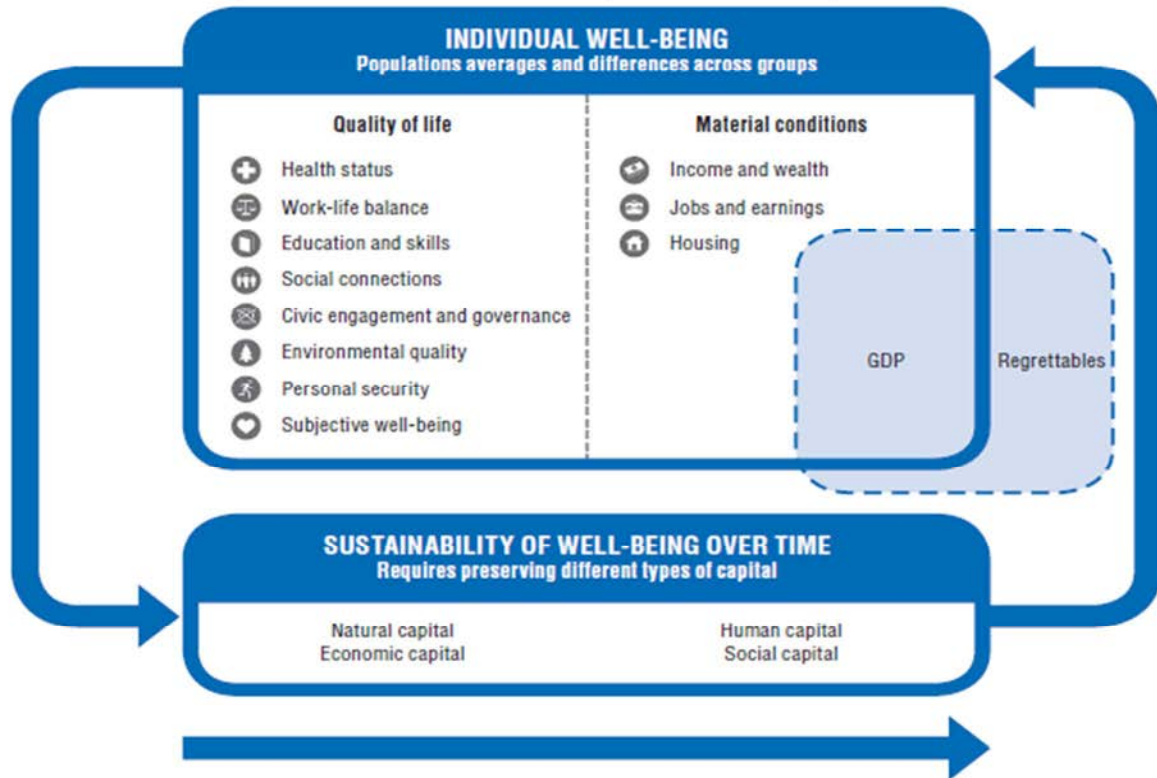 INDIVIDUAL WELL-BEING
Populations averages and differences across groups
Quality of life
Health status
Work-life balance
Education and skills
Social connections
Civic engagement and governance
Environmental quality
Personal security
Subjective well-being
Material conditions
Income and wealth
Jobs and earnings
Housing
GDP
Regrettables
SUSTAINABILITY OF WELL-BEING OVER TIME
Requires preserving different types of capital
Natural capital
Economic capital
Human capital
Social capital